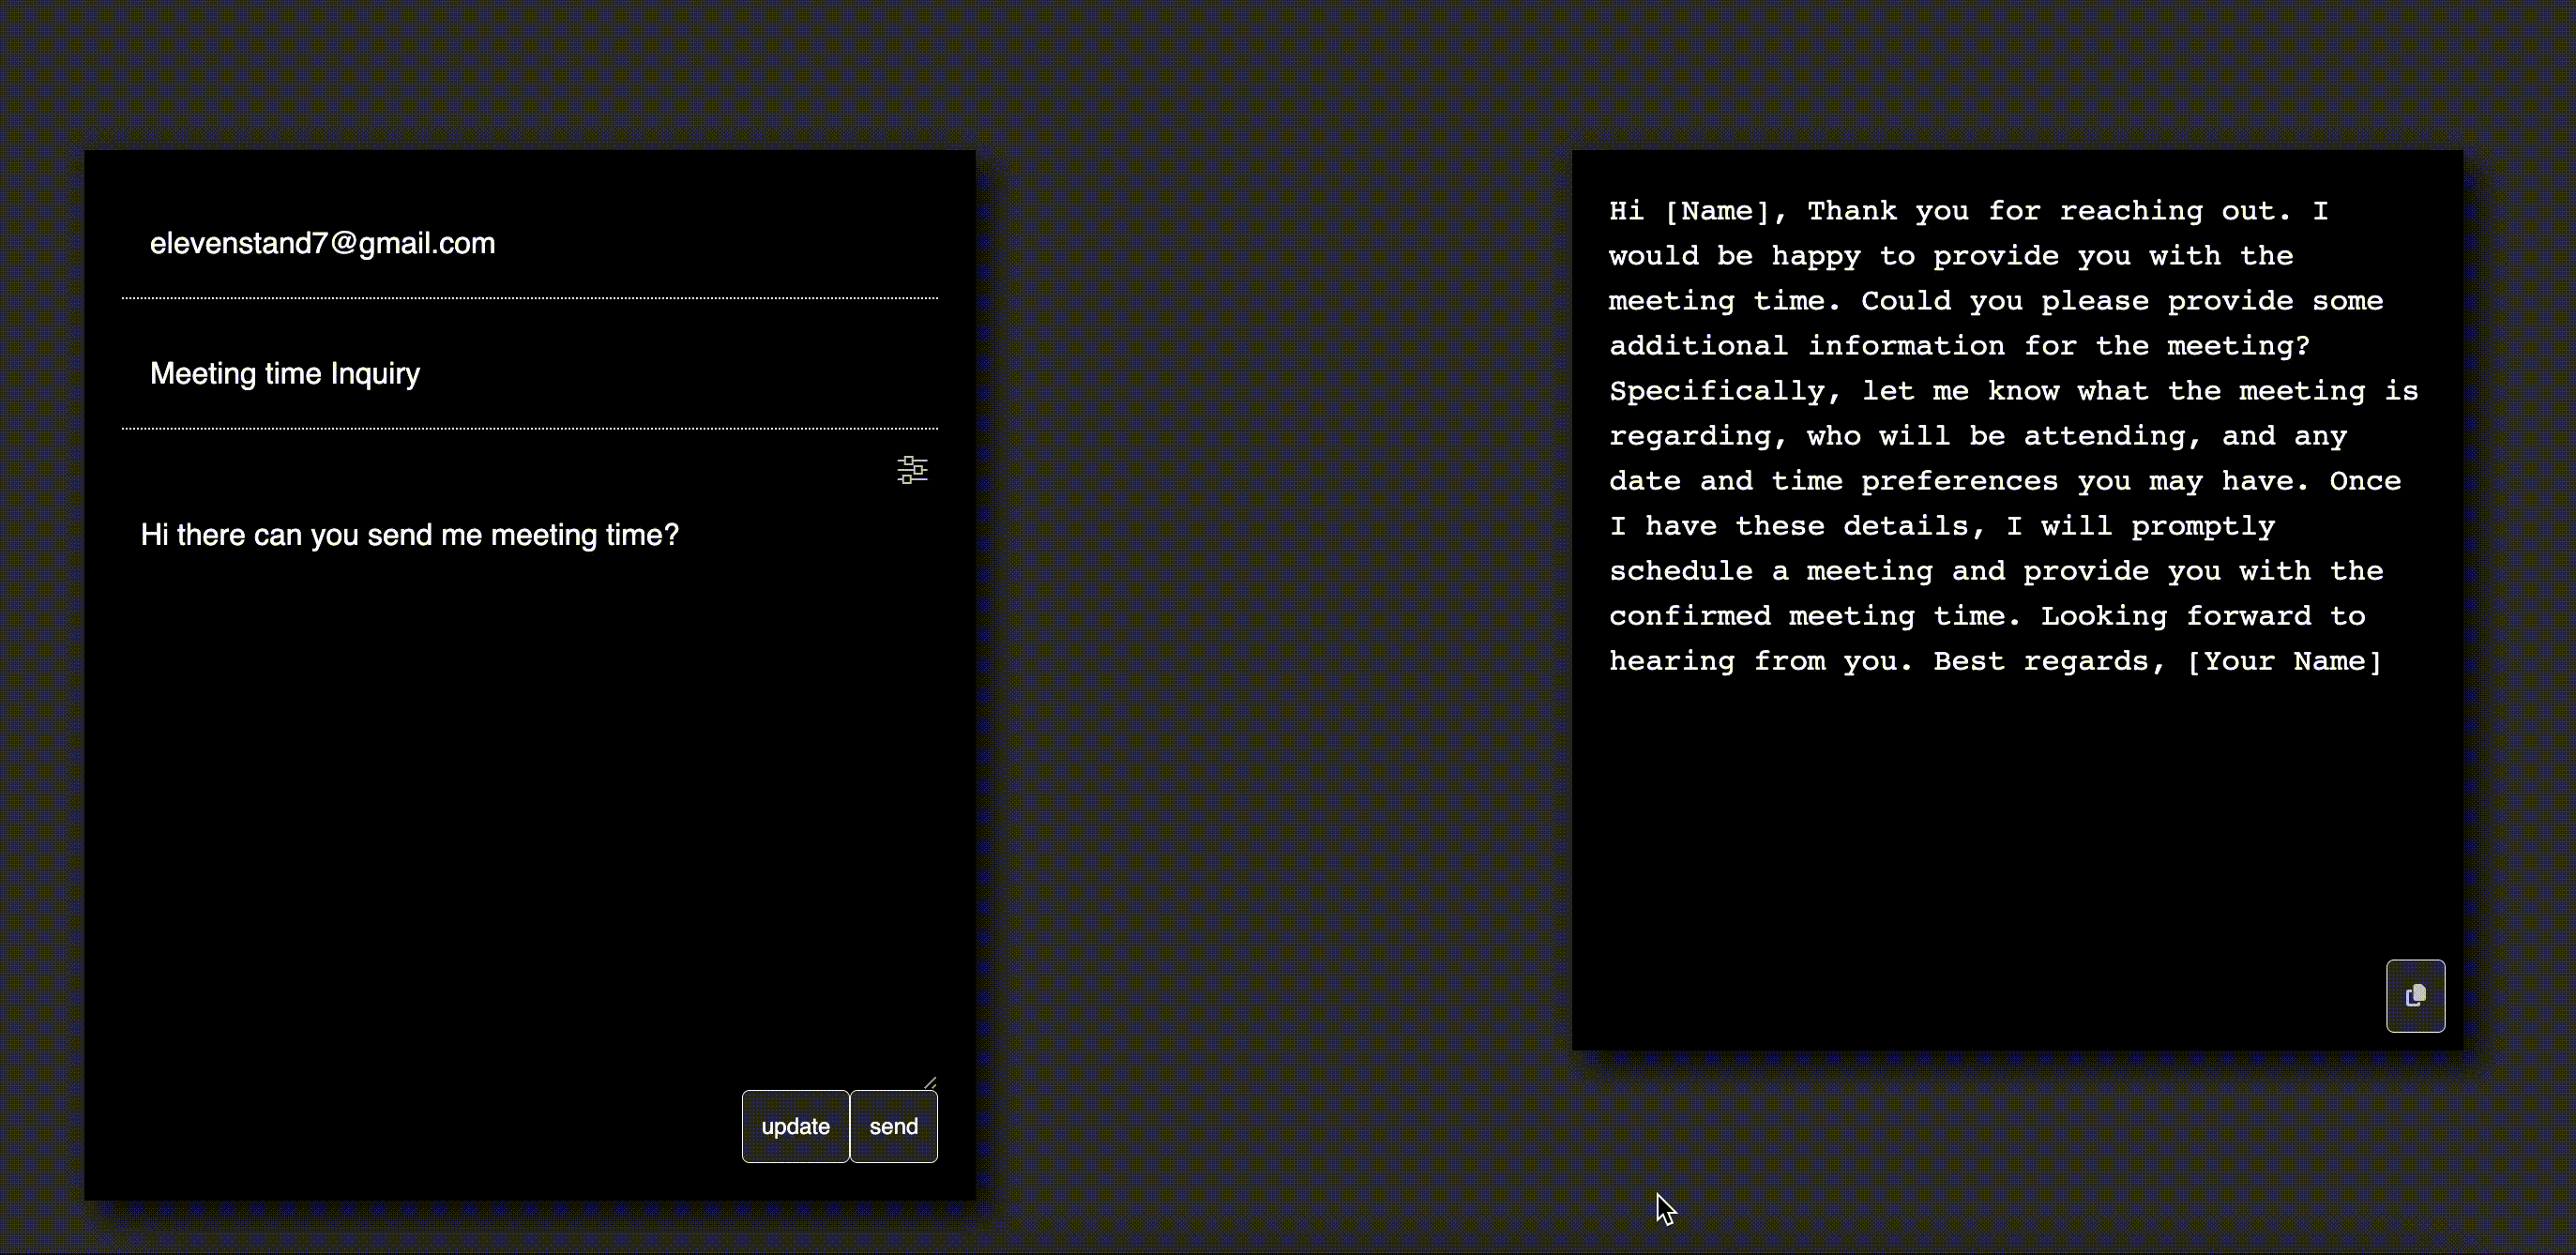 elevenstand7@gmail.com
Meeting time Inquiry
Hi there can you send me meeting time?
update
send
Hi [Name], Thank you for reaching out. I
would be happy to provide you with the
meeting time. Could you please provide some
additional information for the meeting?
Specifically, let me know what the meeting is
regarding, who will be attending, and any
date and time preferences you may have. Once
I have these details, I will promptly
schedule a meeting and provide you with the
confirmed meeting time. Looking forward to
hearing from you. Best regards, [Your Name]